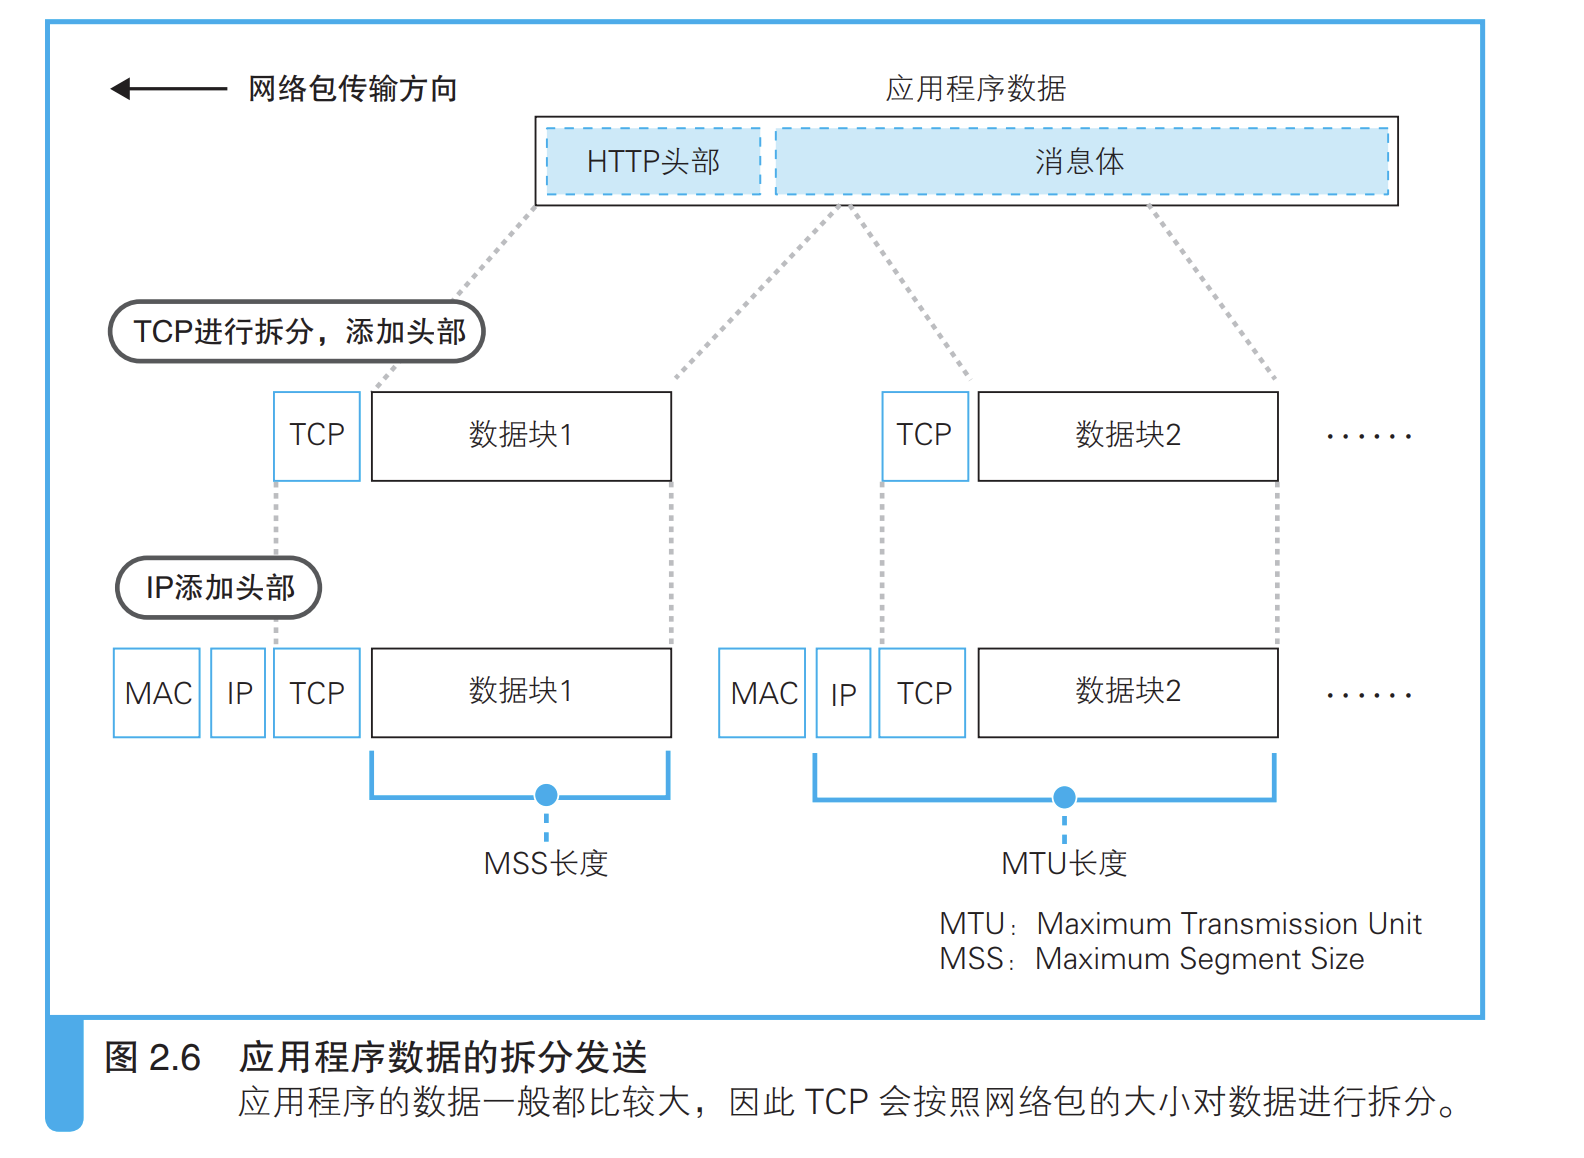 网络包传输方向
应用程序数据
HTTP头部 消息体
TCP进行拆分，添加头部
TCP 数据块1 TCP 数据块2 ······
IP添加头部
MAC IP TCP 数据块1 MAC IP TCP 数据块2 ······
MSS长度 MTU长度
MTU：Maximum Transmission Unit
MSS：Maximum Segment Size
图 2.6 应用程序数据的拆分发送
应用程序的数据一般都比较大，因此 TCP 会按照网络包的大小对数据进行拆分。